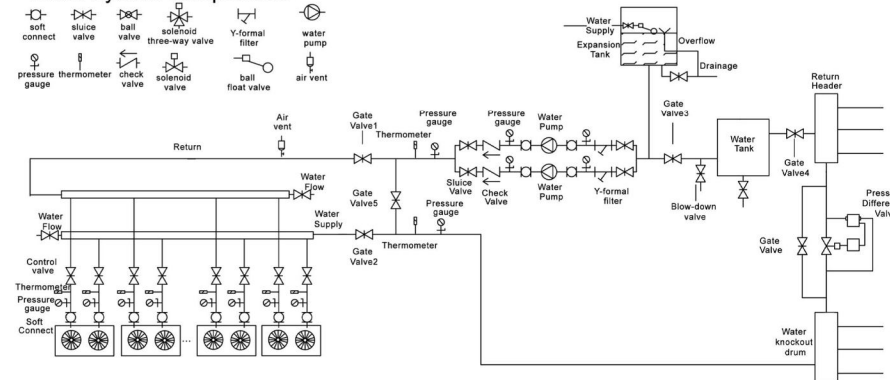 soft
connect
sluice
valve
ball
valve
solenoid
three-way valve
Y-formal
filter
water
pump
pressure
gauge
thermometer
check
valve
solenoid
valve
ball
float valve
air vent
Water
Supply
Expansion
Tank
Overflow
Drainage
Return
Header
Air
vent
Return
Gate
Valve1
Thermometer
Pressure
gauge
Pressure
gauge
Water
Pump
Gate
Valve3
Water
Tank
Gate
Valve4
Water
Flow
Gate
Valve5
Sluice
Valve
Check
Valve
Water
Pump
Y-formal
filter
Blow-down
valve
Press
Differen
Valv
Water
Flow
Water
Supply
Pressure
gauge
Thermometer
Gate
Valve2
Gate
Valve
Control
valve
Thermometer
Pressure
gauge
Soft
Connect
...
Water
knockout
drum